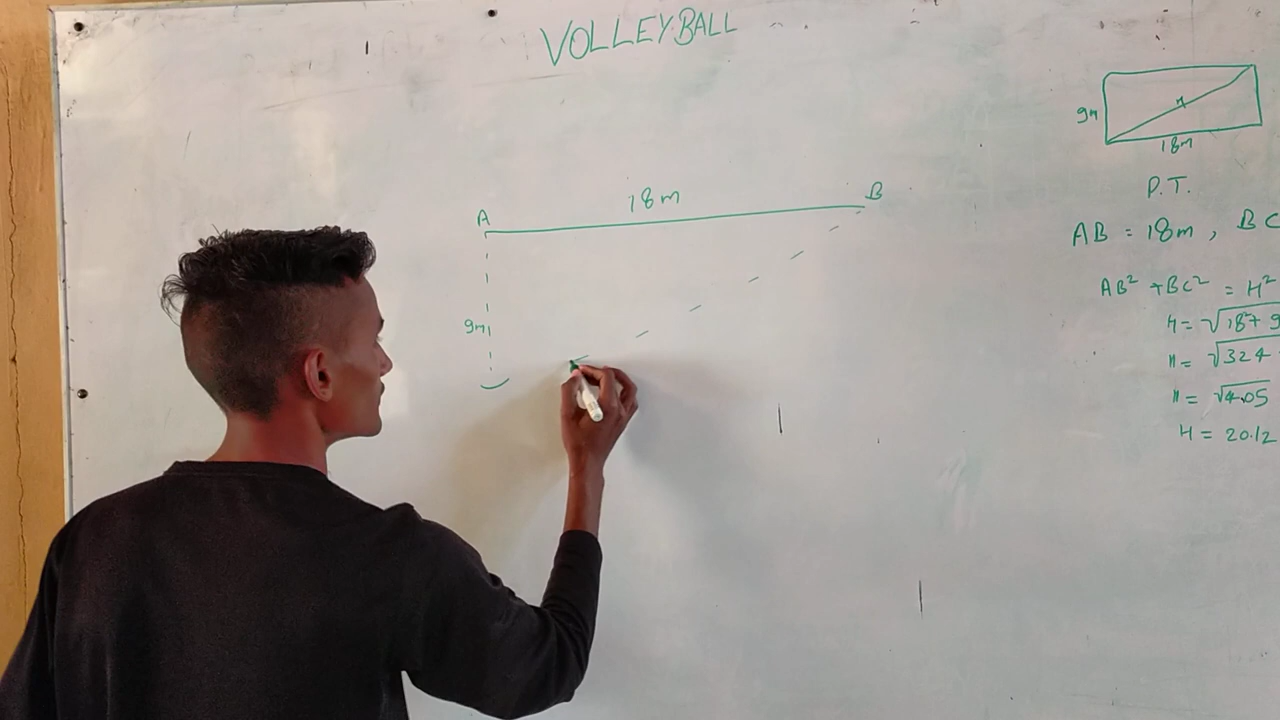 VOLLEYBALL
A 18m B
9m
9m
18m
P.T.
AB = 18m, BC
AB² + BC² = H²
H = √18² + 9
H = √324
H = √405
H = 20.12